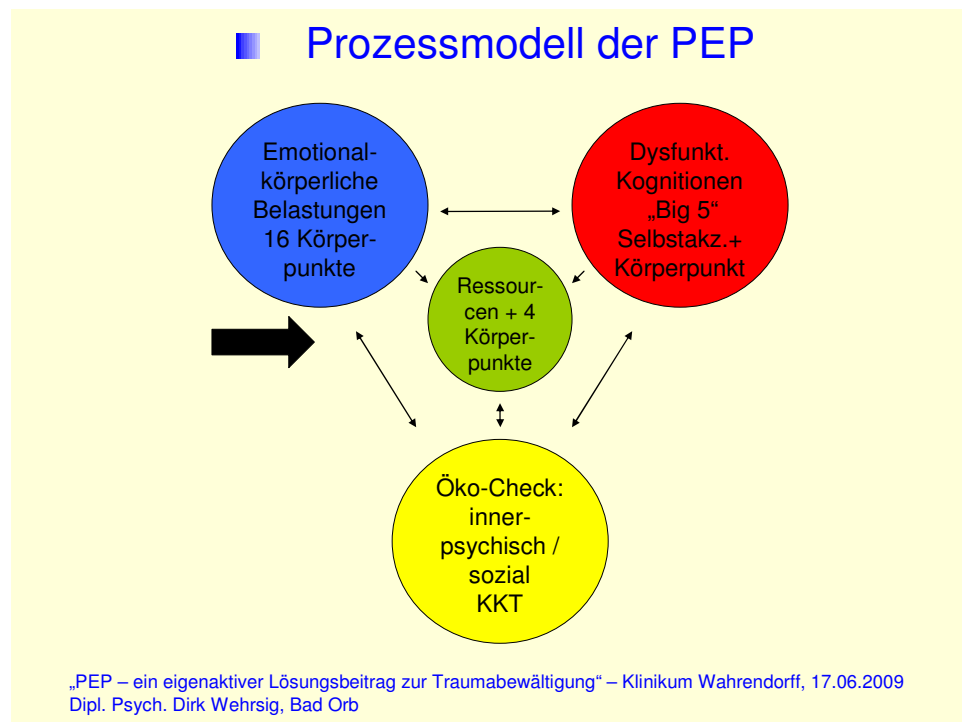 Prozessmodell der PEP
Emotional-
körperliche
Belastungen
16 Körper-
punkte
Dysfunkt.
Kognitionen
„Big 5“
Selbstakz.+
Körperpunkt
Ressour-
cen + 4
Körper-
punkte
Öko-Check:
inner-
psychisch /
sozial
KKT
„PEP – ein eigenaktiver Lösungsbeitrag zur Traumabewältigung“ – Klinikum Wahrendorff, 17.06.2009
Dipl. Psych. Dirk Wehrsig, Bad Orb